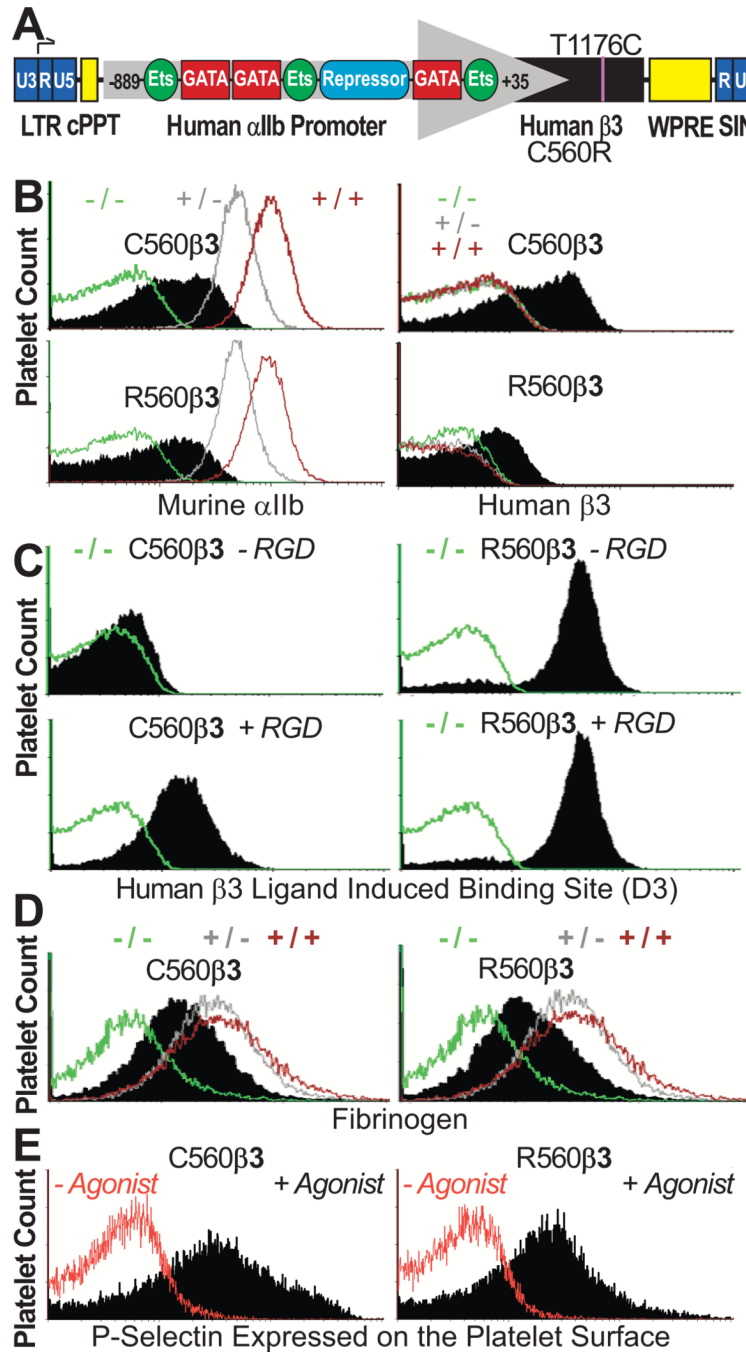 A
T1176C
U3 R U5 -889 Ets GATA GATA Ets Repressor GATA Ets +35 R U
LTR cPPT Human αIIb Promoter Human β3 WPRE SIN
C560R
B
-/- +/- +/+
C560β3
Platelet Count
-/-
+/-
+/+
C560β3
R560β3
R560β3
Murine αIIb
Human β3
C
-/- C560β3 - RGD
-/- R560β3 - RGD
Platelet Count
C560β3 + RGD
-/- R560β3 + RGD
Human β3 Ligand Induced Binding Site (D3)
D
-/- +/- +/+
C560β3
-/- +/- +/+
R560β3
Platelet Count
Fibrinogen
E
C560β3
- Agonist + Agonist
R560β3
- Agonist + Agonist
Platelet Count
P-Selectin Expressed on the Platelet Surface